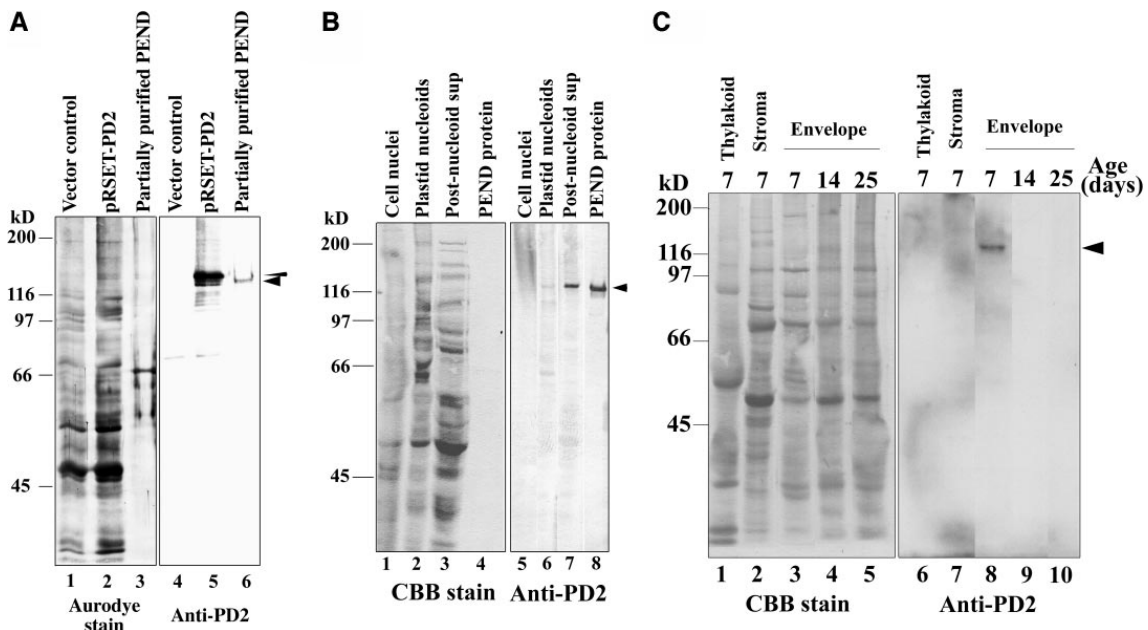 A
Vector control
pRSET-PD2
Partially purified PEND
Vector control
pRSET-PD2
Partially purified PEND
kD
200
116
97
66
45
1 2 3 4 5 6
Aurodye
stain
Anti-PD2
B
Cell nuclei
Plastid nucleoids
Post-nucleoid sup
PEND protein
Cell nuclei
Plastid nucleoids
Post-nucleoid sup
PEND protein
kD
200
116
97
66
45
1 2 3 4 5 6 7 8
CBB stain Anti-PD2
C
Thylakoid
Stroma
Envelope
Thylakoid
Stroma
Envelope
Age
(days)
kD 7 7 7 14 25 7 7 7 14 25
200
116
97
66
45
1 2 3 4 5 6 7 8 9 10
CBB stain Anti-PD2